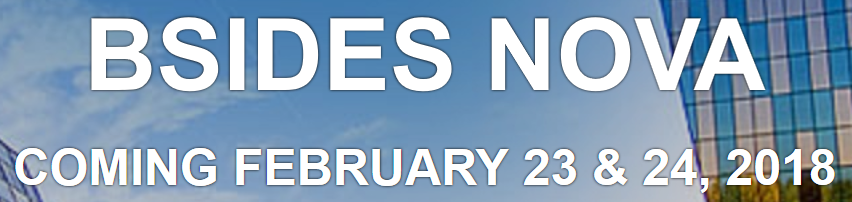 BSIDES NOVA
COMING FEBRUARY 23 & 24, 2018